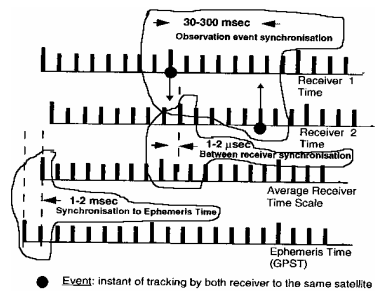 30-300 msec
Observation event synchronisation
Receiver 1
Time
Receiver 2
Time
1-2 μsec
Between receiver synchronisation
Average Receiver
Time Scale
1-2 msec
Synchronisation to Ephemeris Time
Ephemeris Time
(GPST)
Event: instant of tracking by both receiver to the same satellite